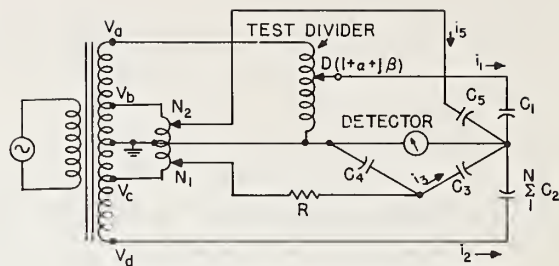 TEST DIVIDER
Va
D(1+α+jβ)
i5
i1
Vb
N2
C5
C1
DETECTOR
Vc
N1
C4
i3
C3
N
Σ C2
1
R
Vd
i2